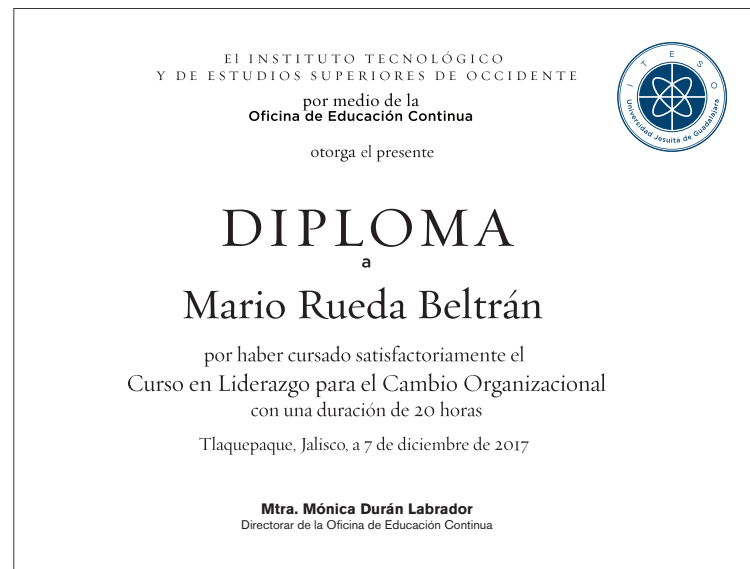 El INSTITUTO TECNOLÓGICO
Y DE ESTUDIOS SUPERIORES DE OCCIDENTE
por medio de la
Oficina de Educación Continua
otorga el presente
ITESO
Universidad Jesuita de Guadalajara
DIPLOMA
a
Mario Rueda Beltrán
por haber cursado satisfactoriamente el
Curso en Liderazgo para el Cambio Organizacional
con una duración de 20 horas
Tlaquepaque, Jalisco, a 7 de diciembre de 2017
Mtra. Mónica Durán Labrador
Directorar de la Oficina de Educación Continua